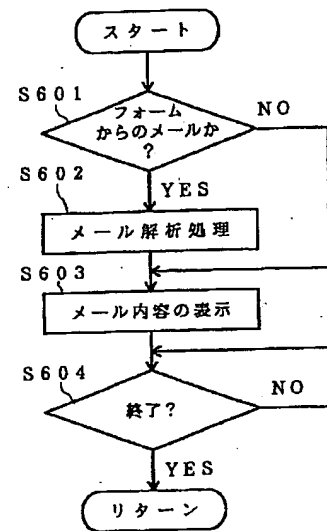 スタート
S601
フォーム
からのメールか
?
NO
YES
S602
メール解析処理
S603
メール内容の表示
S604
終了?
NO
YES
リターン